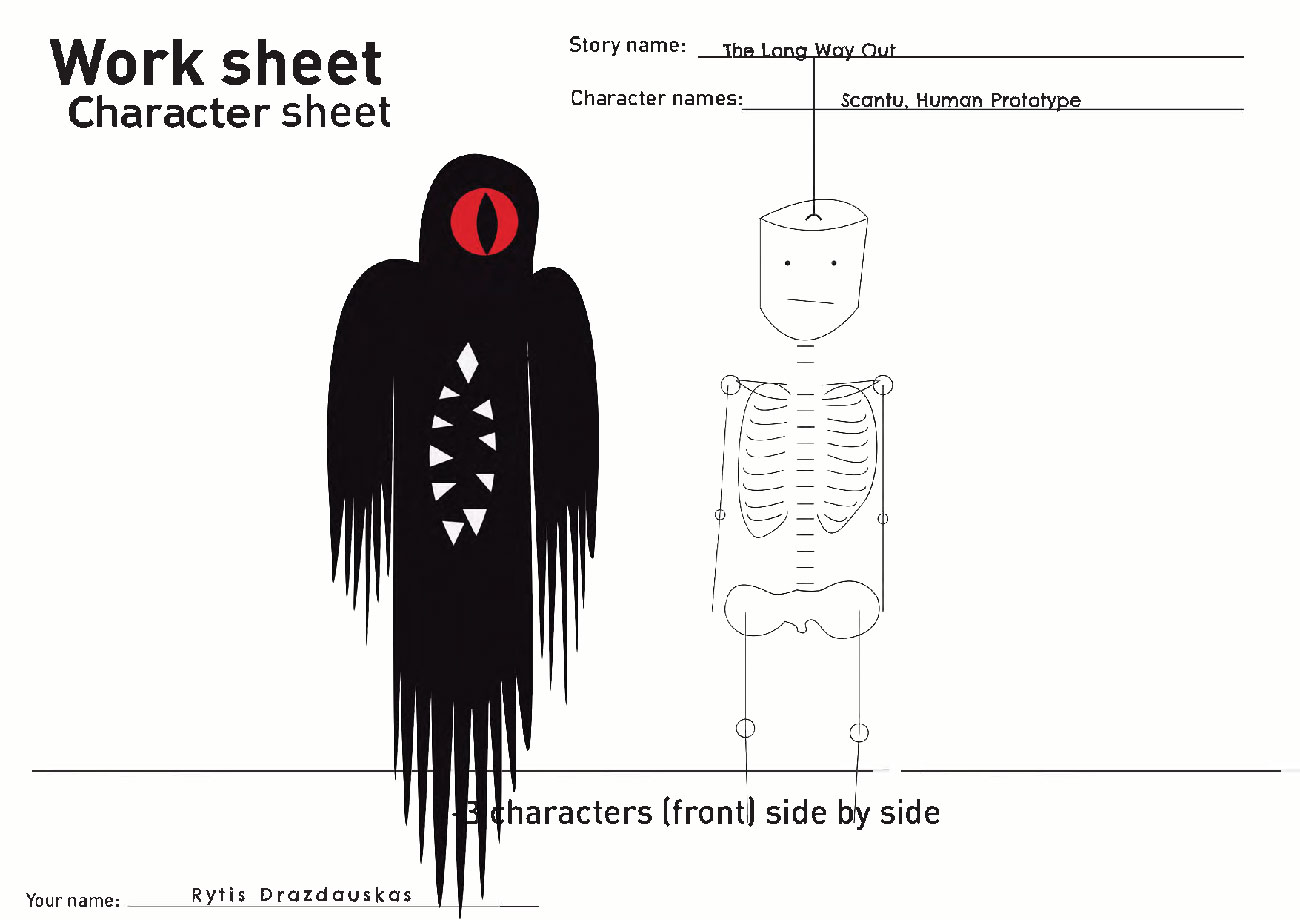 Work sheet
Character sheet
Story name: The Long Way Out
Character names: Scantu, Human Prototype
3 characters (front) side by side
Your name: Rytis Drazdauskas